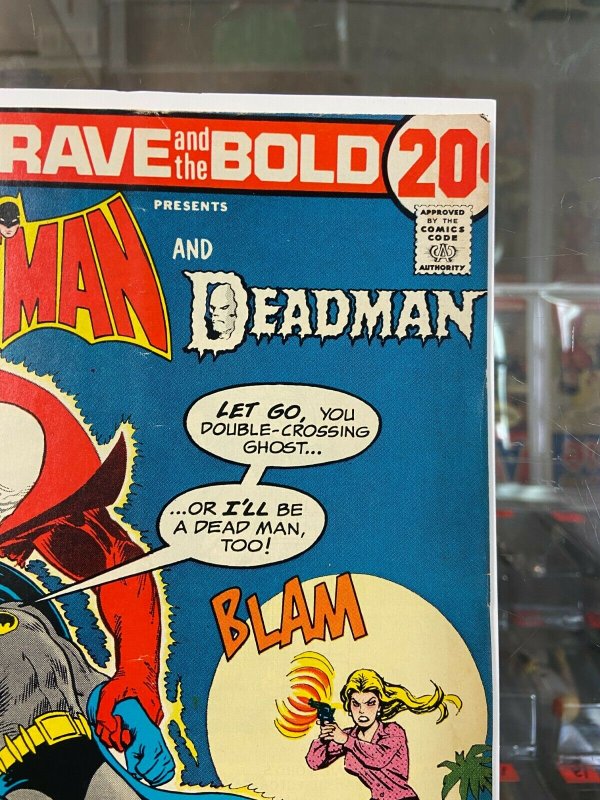 RAVE and the BOLD 20¢
PRESENTS
APPROVED
BY THE
COMICS
CODE
AUTHORITY
MAN
AND
DEADMAN
LET GO, YOU
DOUBLE-CROSSING
GHOST...
...OR I'LL BE
A DEAD MAN,
TOO!
BLAM